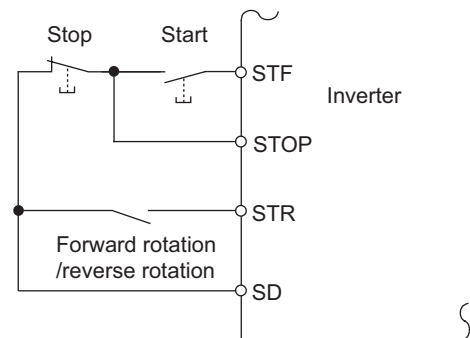 Stop
Start
STF
Inverter
STOP
STR
Forward rotation
/reverse rotation
SD